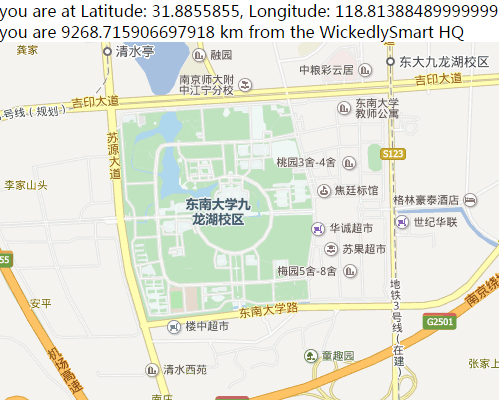 you are at Latitude: 31.8855855, Longitude: 118.81388489999999
you are 9268.715906697918 km from the WickedlySmart HQ
龚家
清水亭
融园
中粮彩云居
东大九龙湖校区
南京师大附
中江宁分校
吉印大道
号线(规划)
吉印大道
东南大学
教师公寓
苏源大道
S123
桃园3舍-4舍
李家山头
焦廷标馆
格林豪泰酒店
东南大学九
龙湖校区
华诚超市
世纪华联
苏果超市
55
梅园5舍-8舍
地铁3号线(在建)
南京绕
安平
东南大学路
楼中超市
G2501
机场高速
童趣园
清水西苑
张家上
南庄